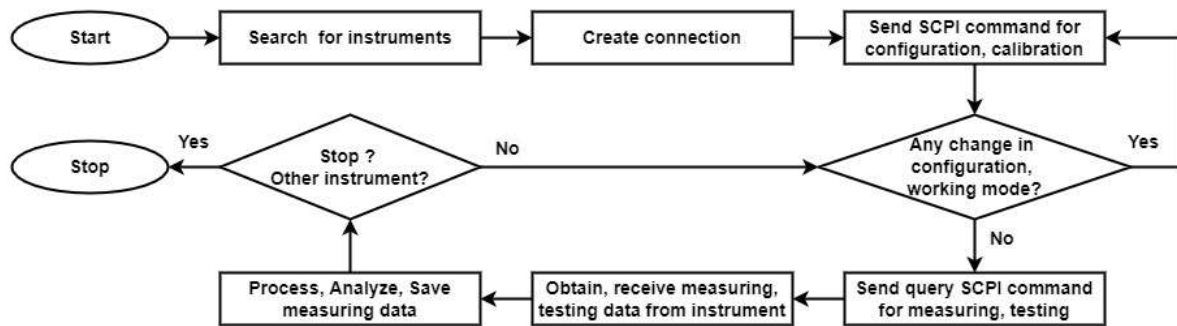 Start
Search for instruments
Create connection
Send SCPI command for
configuration, calibration
Any change in
configuration,
working mode?
Yes
No
Send query SCPI command
for measuring, testing
Obtain, receive measuring,
testing data from instrument
Process, Analyze, Save
measuring data
Stop ?
Other instrument?
No
Yes
Stop